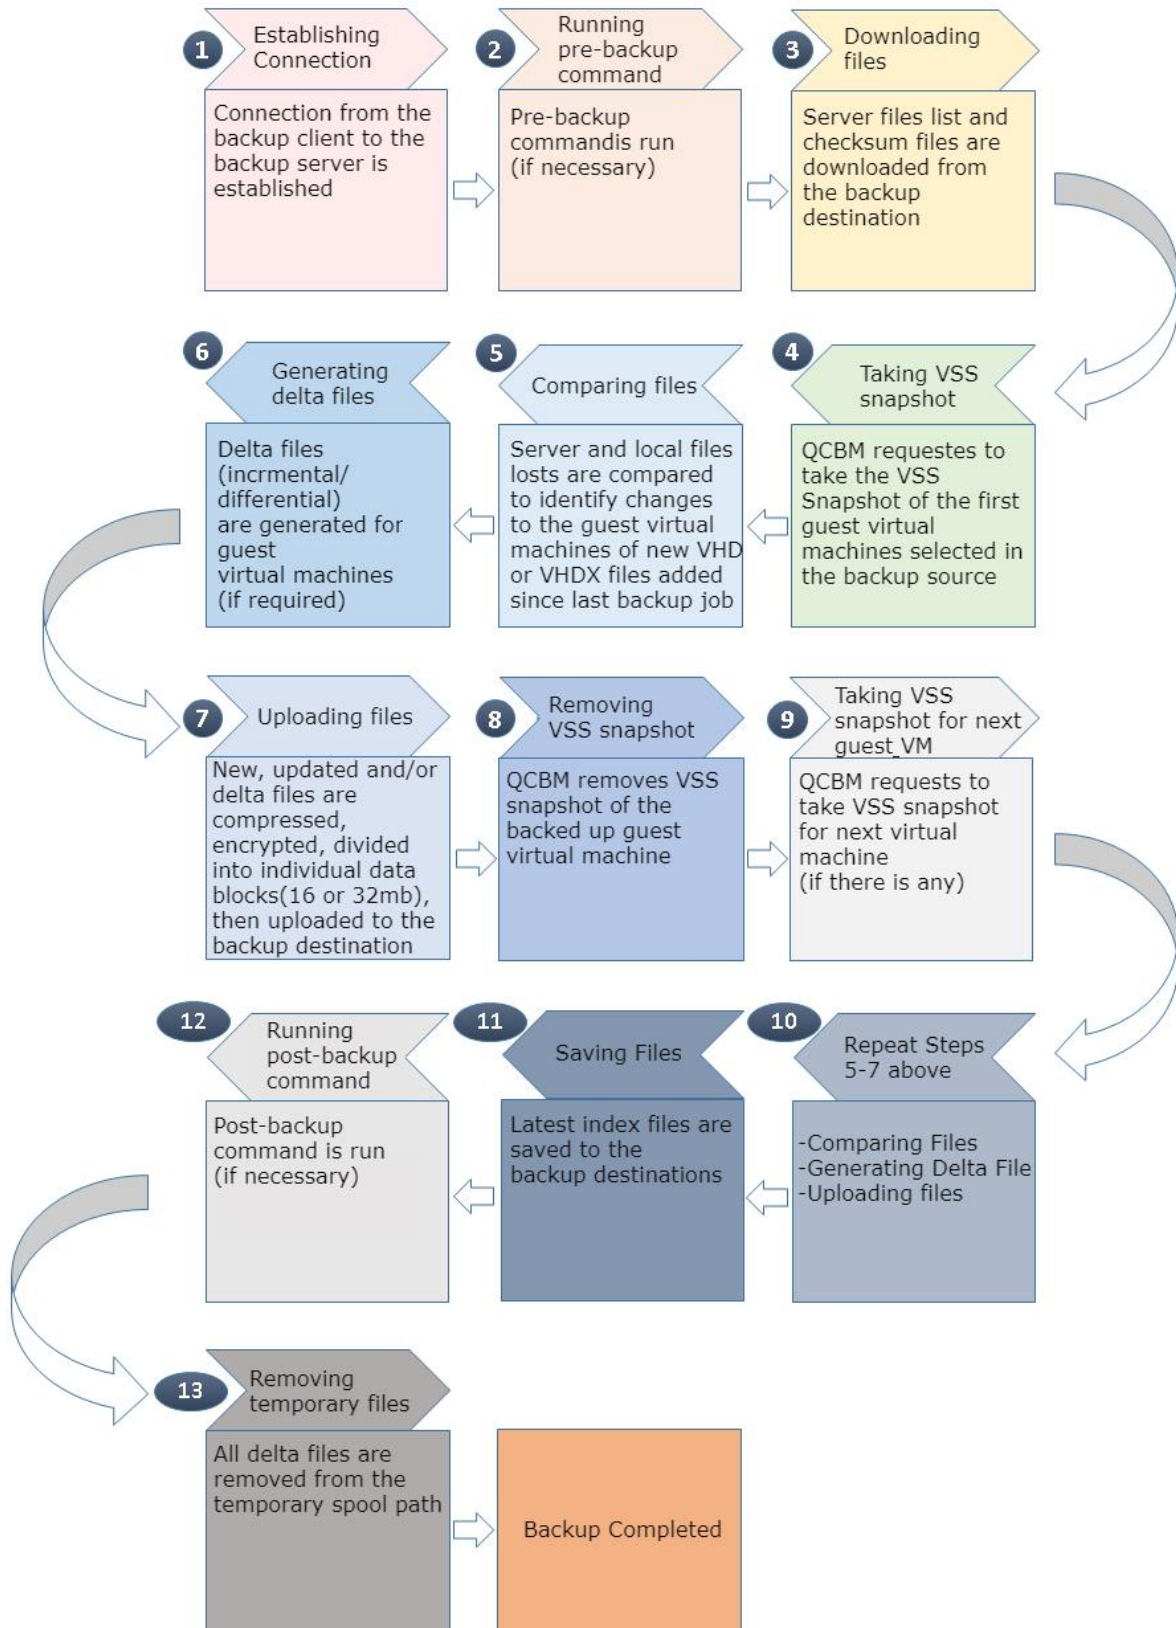 1
Establishing
Connection
Connection from the
backup client to the
backup server is
established
2
Running
pre-backup
command
Pre-backup
commandis run
(if necessary)
3
Downloading
files
Server files list and
checksum files are
downloaded from
the backup
destination
4
Taking VSS
snapshot
QCBM requestes to
take the VSS
Snapshot of the first
guest virtual
machines selected in
the backup source
5
Comparing files
Server and local files
losts are compared
to identify changes
to the guest virtual
machines of new VHD
or VHDX files added
since last backup job
6
Generating
delta files
Delta files
(incrmental/
differential)
are generated for
guest
virtual machines
(if required)
7
Uploading files
New, updated and/or
delta files are
compressed,
encrypted, divided
into individual data
blocks(16 or 32mb),
then uploaded to the
backup destination
8
Removing
VSS snapshot
QCBM removes VSS
snapshot of the
backed up guest
virtual machine
9
Taking VSS
snapshot for next
guest_VM
QCBM requests to
take VSS snapshot
for next virtual
machine
(if there is any)
10
Repeat Steps
5-7 above
-Comparing Files
-Generating Delta File
-Uploading files
11
Saving Files
Latest index files are
saved to the
backup destinations
12
Running
post-backup
command
Post-backup
command is run
(if necessary)
13
Removing
temporary files
All delta files are
removed from the
temporary spool path
Backup Completed